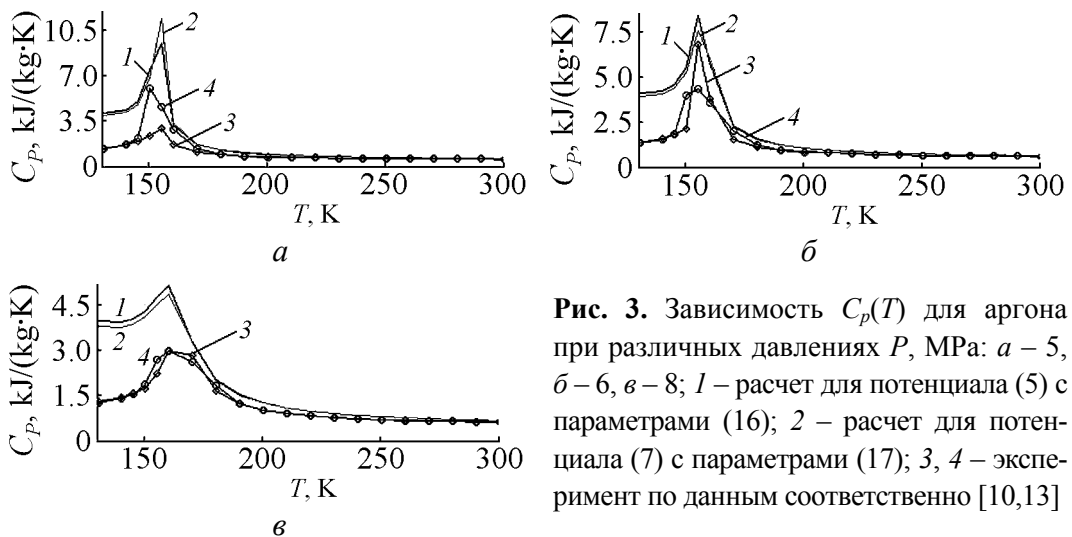 10.5
7.0
3.5
0
C_P, kJ/(kg·K)
1
2
4
3
150 200 250 300
T, K
а
7.5
5.0
2.5
0
C_P, kJ/(kg·K)
1
2
3
4
150 200 250 300
T, K
б
4.5
3.0
1.5
0
C_P, kJ/(kg·K)
1
2
4
3
150 200 250 300
T, K
в
Рис. 3. Зависимость C_p(T) для аргона
при различных давлениях P, MPa: а – 5,
б – 6, в – 8; 1 – расчет для потенциала (5) с
параметрами (16); 2 – расчет для потен-
циала (7) с параметрами (17); 3, 4 – экспе-
римент по данным соответственно [10,13]